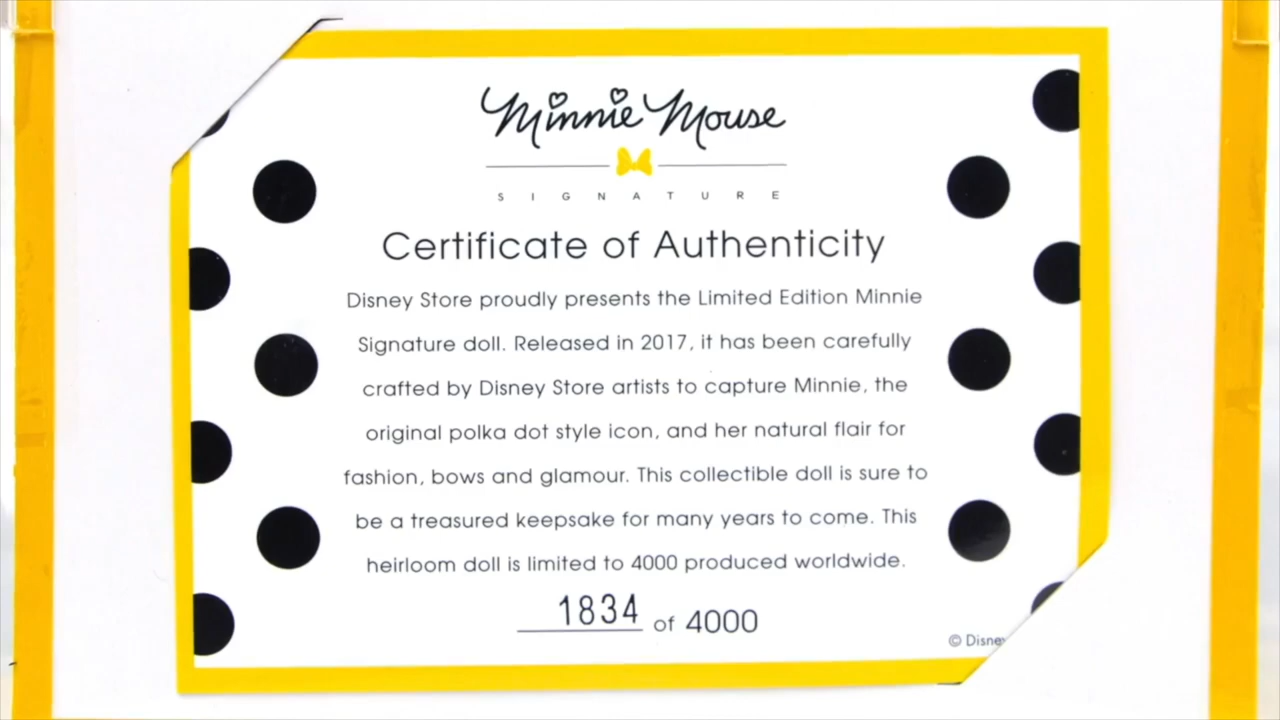 Minnie Mouse
SIGNATURE
Certificate of Authenticity
Disney Store proudly presents the Limited Edition Minnie
Signature doll. Released in 2017, it has been carefully
crafted by Disney Store artists to capture Minnie, the
original polka dot style icon, and her natural flair for
fashion, bows and glamour. This collectible doll is sure to
be a treasured keepsake for many years to come. This
heirloom doll is limited to 4000 produced worldwide.
1834 of 4000
© Disney